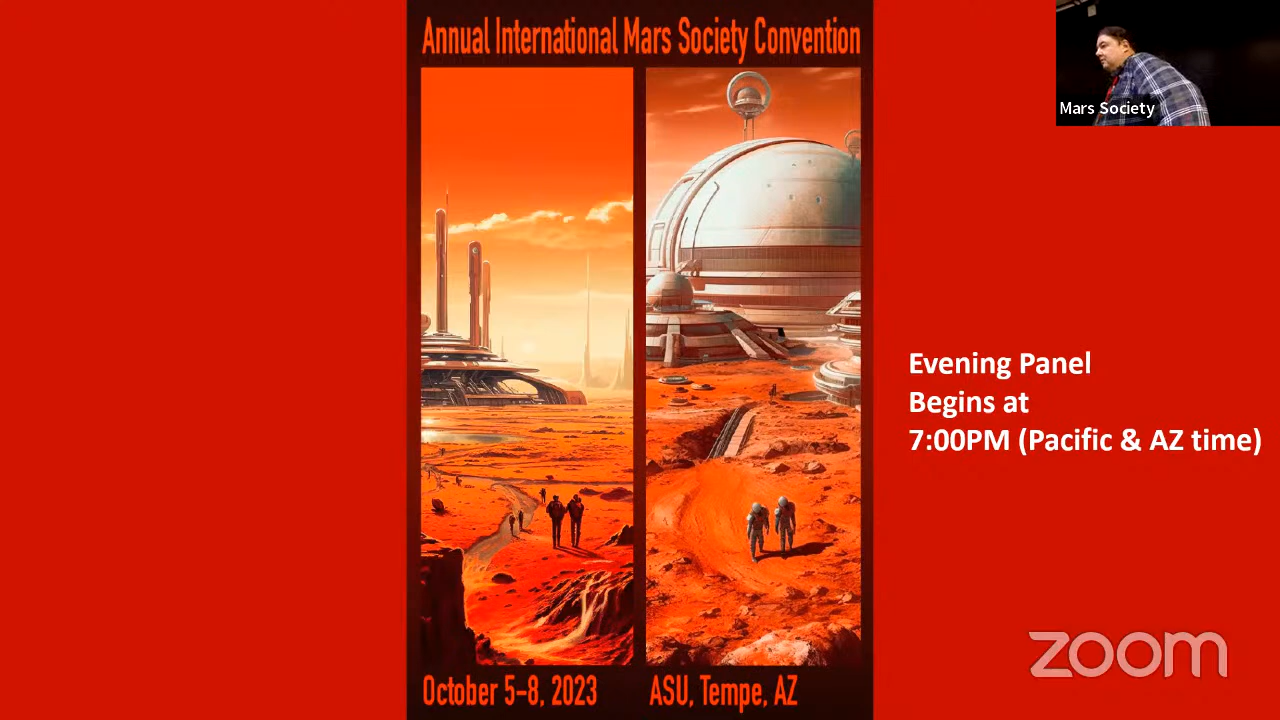 Annual International Mars Society Convention
Mars Society
Evening Panel
Begins at
7:00PM (Pacific & AZ time)
zoom
October 5-8, 2023
ASU, Tempe, AZ